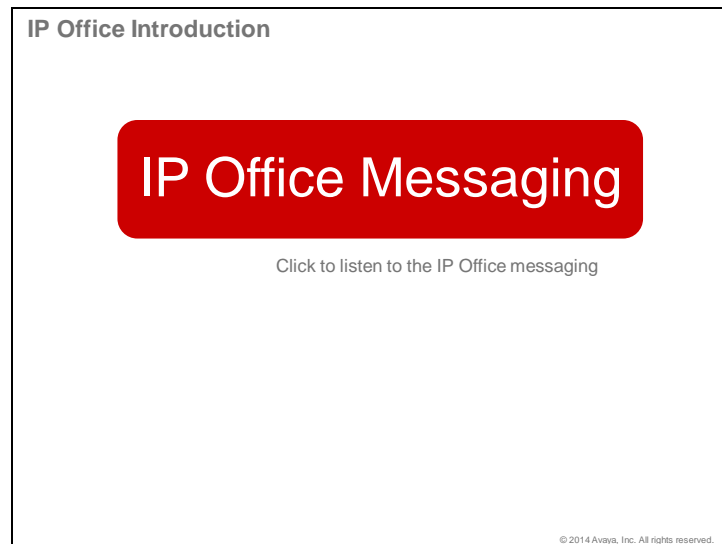 IP Office Introduction
IP Office Messaging
Click to listen to the IP Office messaging
© 2014 Avaya, Inc. All rights reserved.